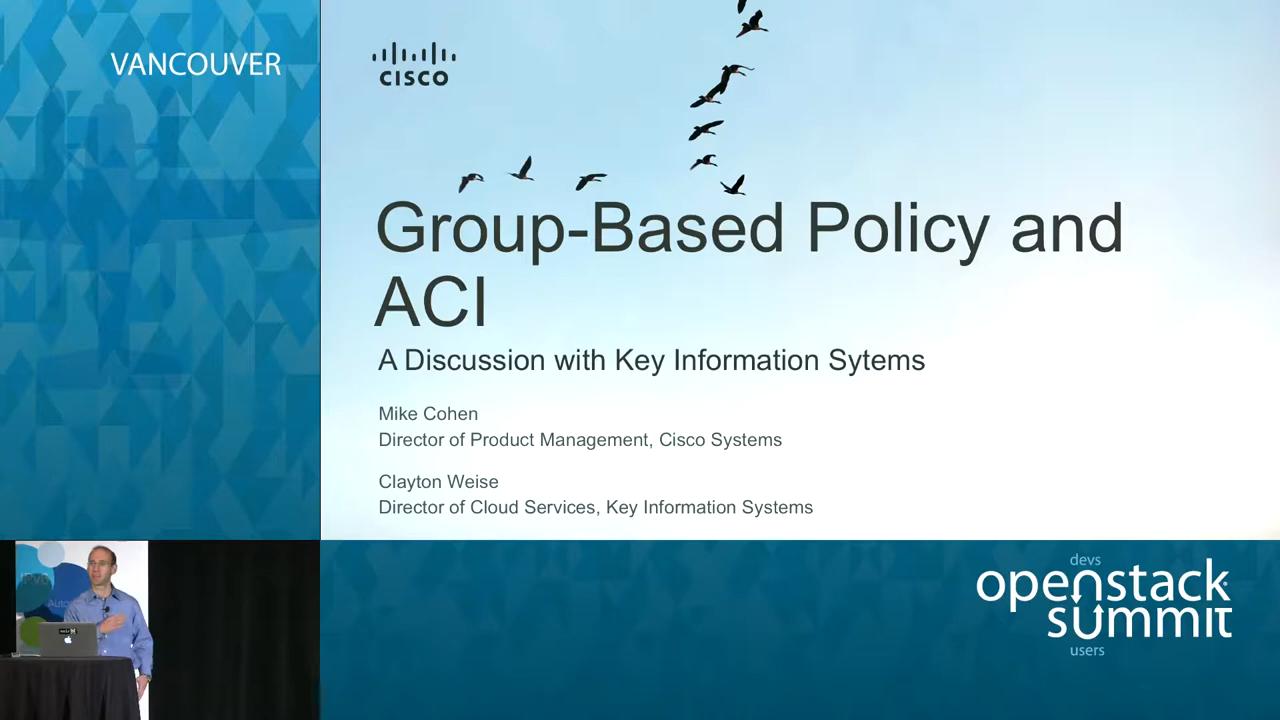 VANCOUVER
CISCO
Group-Based Policy and
ACI
A Discussion with Key Information Sytems
Mike Cohen
Director of Product Management, Cisco Systems
Clayton Weise
Director of Cloud Services, Key Information Systems
devs
openstack
summit
users